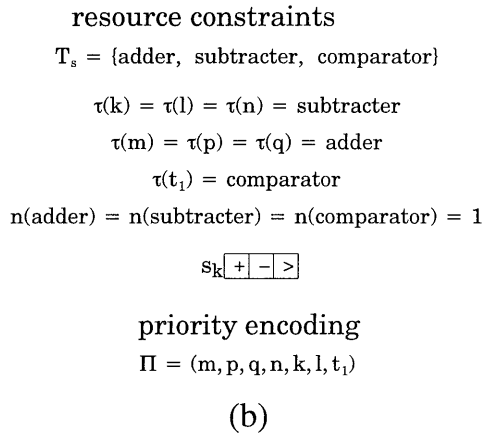 resource constraints
Tₛ = {adder, subtracter, comparator}
τ(k) = τ(l) = τ(n) = subtracter
τ(m) = τ(p) = τ(q) = adder
τ(t₁) = comparator
n(adder) = n(subtracter) = n(comparator) = 1
sₖ + − >
priority encoding
Π = (m, p, q, n, k, l, t₁)
(b)